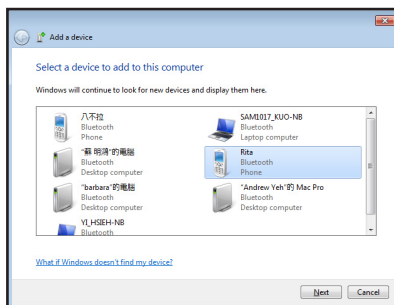 Add a device
Select a device to add to this computer
Windows will continue to look for new devices and display them here.
八不拉
Bluetooth
Phone
SAM1017_KUO-NB
Bluetooth
Laptop computer
"蘇 明鴻"的電腦
Bluetooth
Desktop computer
Rita
Bluetooth
Phone
"barbara"的電腦
Bluetooth
Desktop computer
"Andrew Yeh"的 Mac Pro
Bluetooth
Desktop computer
YI_HSIEH-NB
Bluetooth
What if Windows doesn't find my device?
Next
Cancel